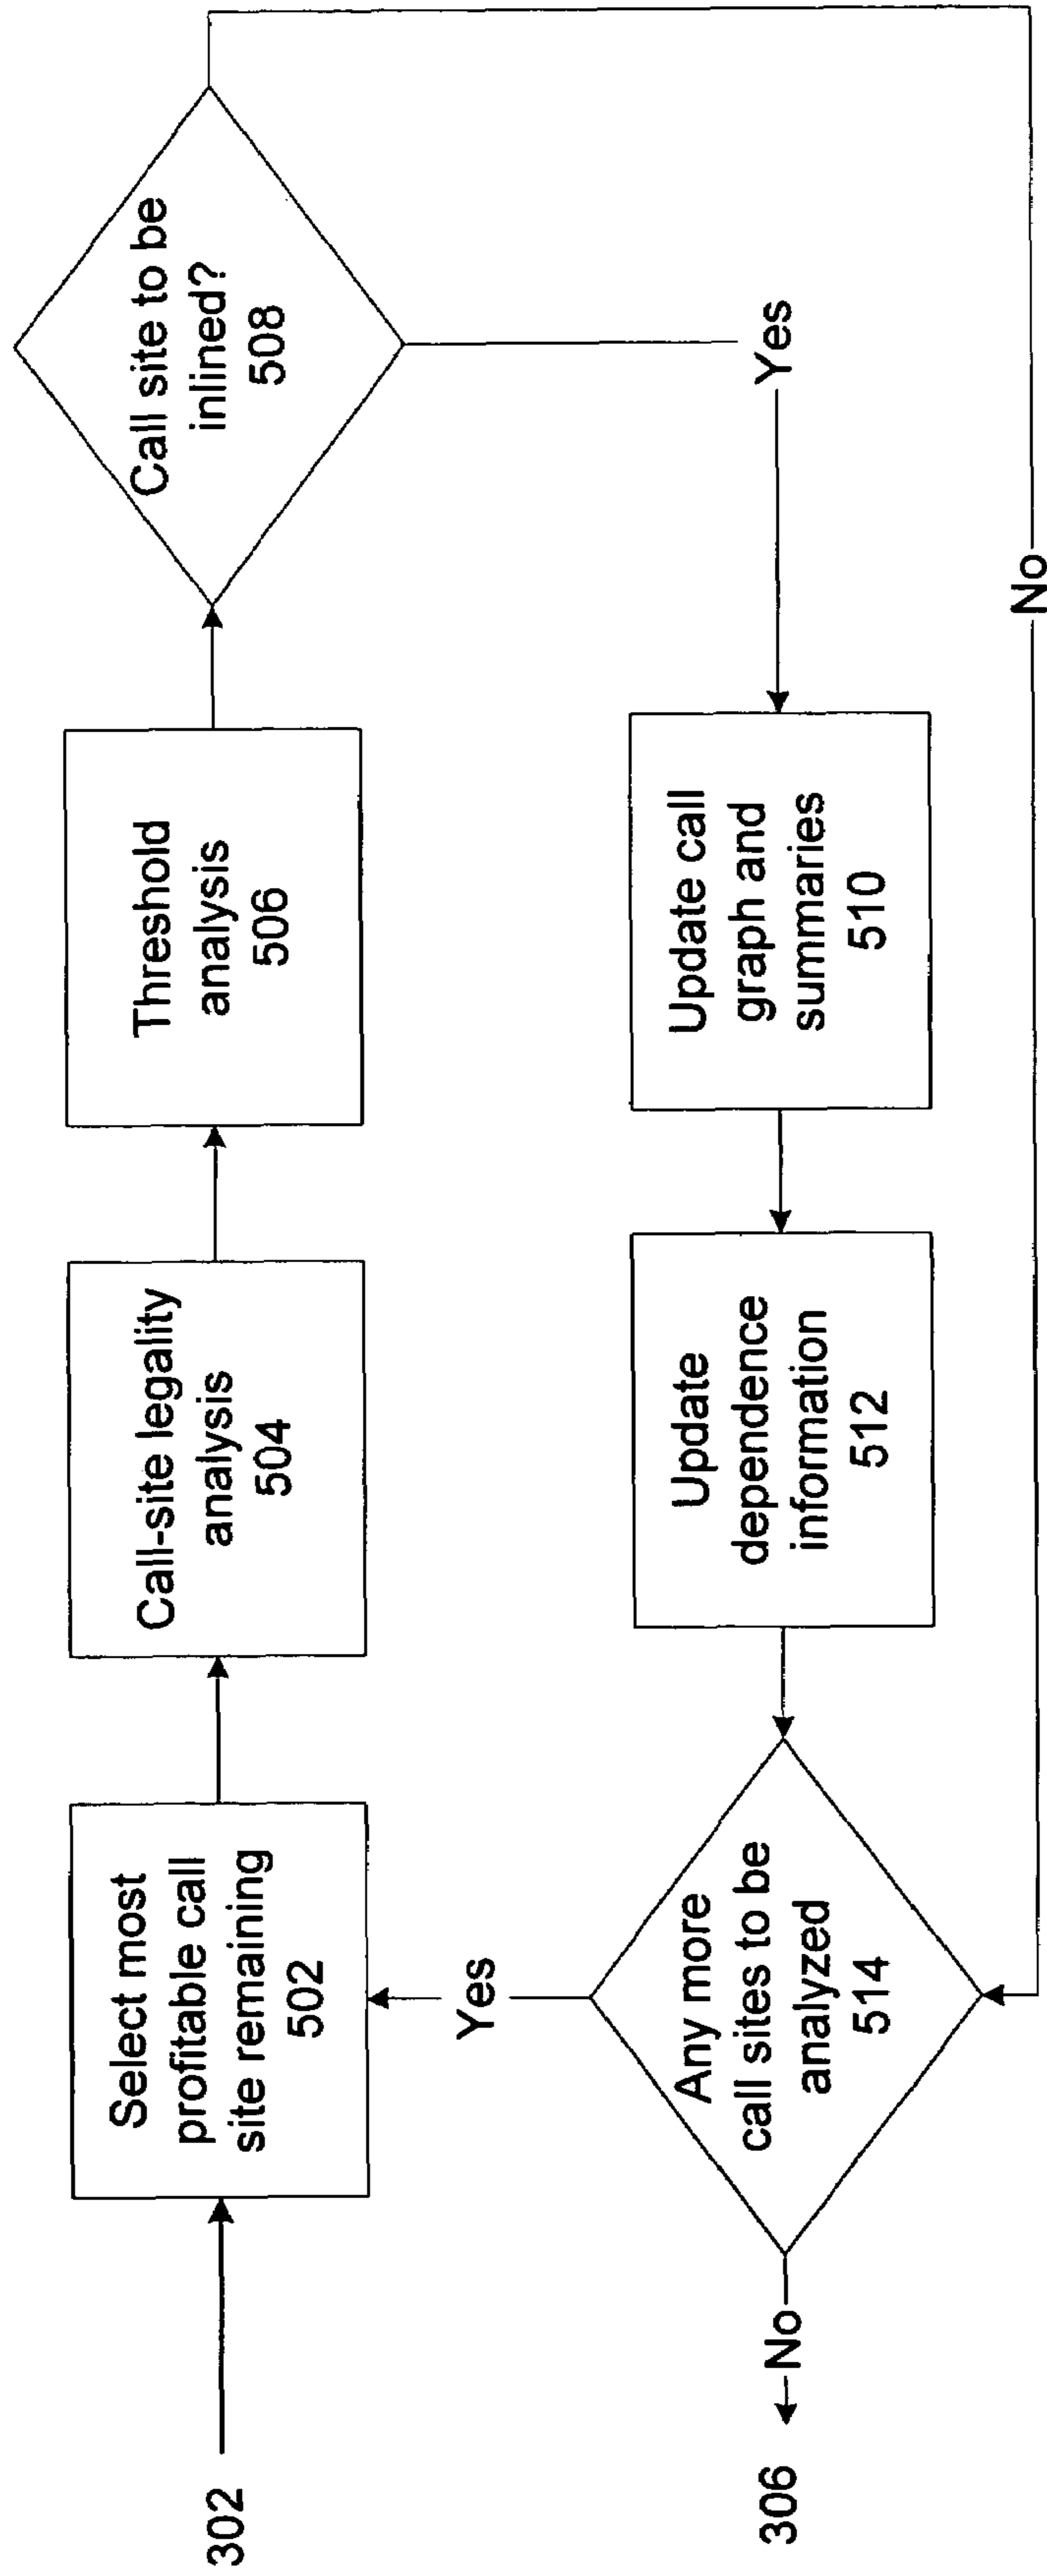 302
Select most
profitable call
site remaining
502
Call-site legality
analysis
504
Threshold
analysis
506
Call site to be
inlined?
508
Yes
Update call
graph and
summaries
510
Update
dependence
information
512
Any more
call sites to be
analyzed
514
Yes
No
306
No